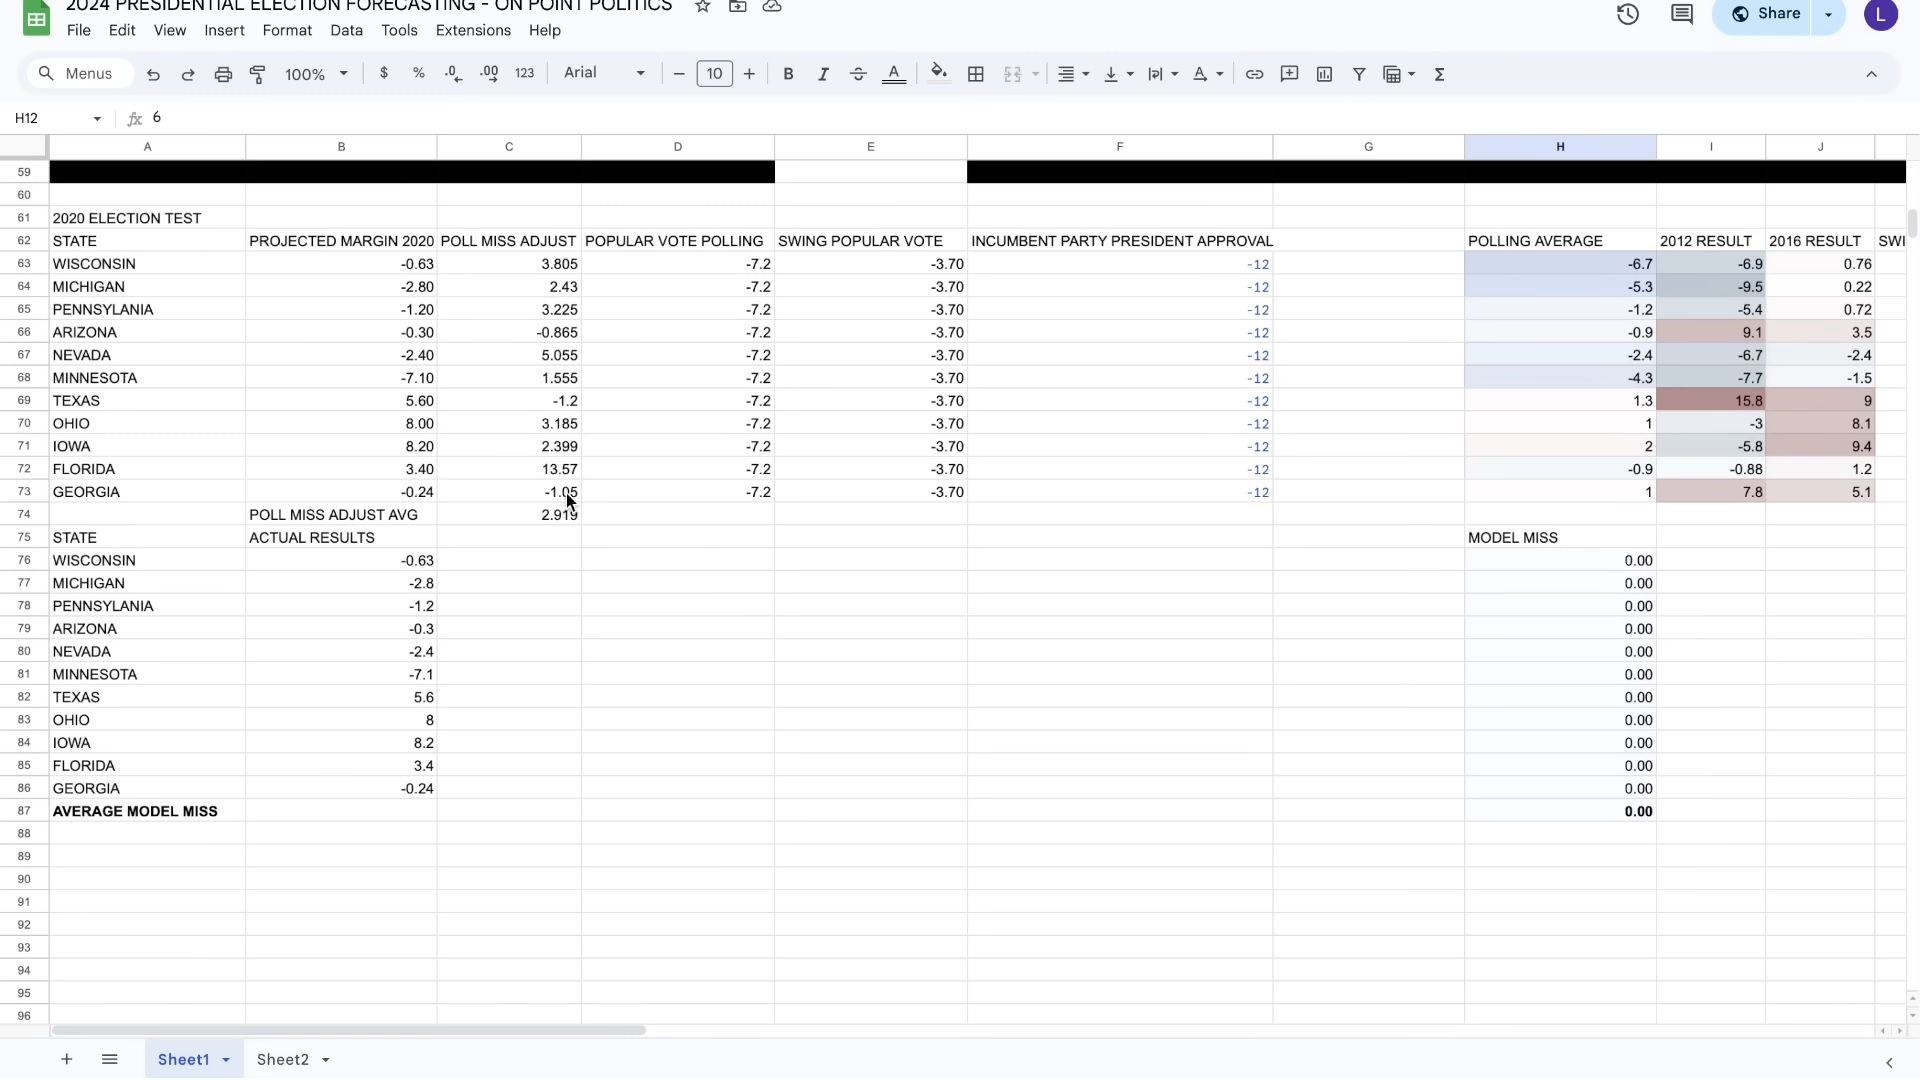 2024 PRESIDENTIAL ELECTION FORECASTING - ON POINT POLITICS
File Edit View Insert Format Data Tools Extensions Help
Share
L
Menus 100% $ % .0 .00 123 Arial 10 B I A
H12 fx 6
A B C D E F G H I J
59
60
61 2020 ELECTION TEST
62 STATE PROJECTED MARGIN 2020 POLL MISS ADJUST POPULAR VOTE POLLING SWING POPULAR VOTE INCUMBENT PARTY PRESIDENT APPROVAL POLLING AVERAGE 2012 RESULT 2016 RESULT SWI
63 WISCONSIN -0.63 3.805 -7.2 -3.70 -12 -6.7 -6.9 0.76
64 MICHIGAN -2.80 2.43 -7.2 -3.70 -12 -5.3 -9.5 0.22
65 PENNSYLANIA -1.20 3.225 -7.2 -3.70 -12 -1.2 -5.4 0.72
66 ARIZONA -0.30 -0.865 -7.2 -3.70 -12 -0.9 9.1 3.5
67 NEVADA -2.40 5.055 -7.2 -3.70 -12 -2.4 -6.7 -2.4
68 MINNESOTA -7.10 1.555 -7.2 -3.70 -12 -4.3 -7.7 -1.5
69 TEXAS 5.60 -1.2 -7.2 -3.70 -12 1.3 15.8 9
70 OHIO 8.00 3.185 -7.2 -3.70 -12 1 -3 8.1
71 IOWA 8.20 2.399 -7.2 -3.70 -12 2 -5.8 9.4
72 FLORIDA 3.40 13.57 -7.2 -3.70 -12 -0.9 -0.88 1.2
73 GEORGIA -0.24 -1.05 -7.2 -3.70 -12 1 7.8 5.1
74 POLL MISS ADJUST AVG 2.919
75 STATE ACTUAL RESULTS MODEL MISS
76 WISCONSIN -0.63 0.00
77 MICHIGAN -2.8 0.00
78 PENNSYLANIA -1.2 0.00
79 ARIZONA -0.3 0.00
80 NEVADA -2.4 0.00
81 MINNESOTA -7.1 0.00
82 TEXAS 5.6 0.00
83 OHIO 8 0.00
84 IOWA 8.2 0.00
85 FLORIDA 3.4 0.00
86 GEORGIA -0.24 0.00
87 AVERAGE MODEL MISS 0.00
88
89
90
91
92
93
94
95
96
Sheet1 Sheet2